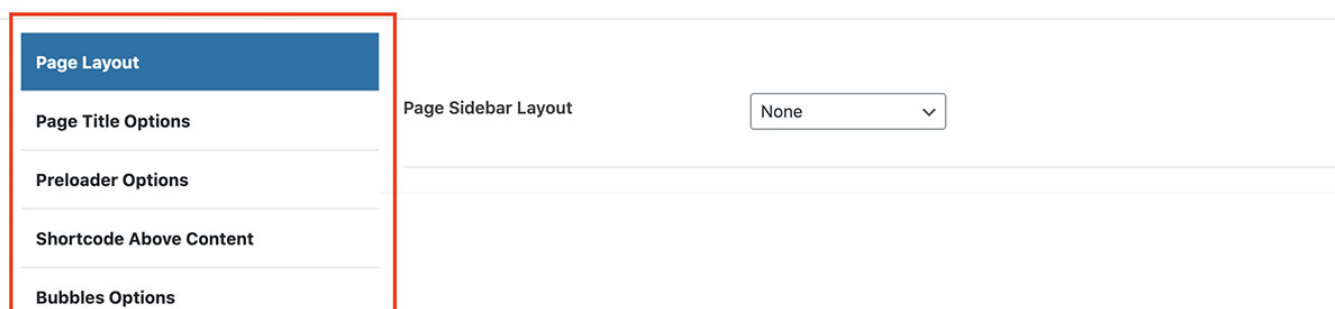 Page Layout
Page Title Options
Preloader Options
Shortcode Above Content
Bubbles Options
Page Sidebar Layout
None